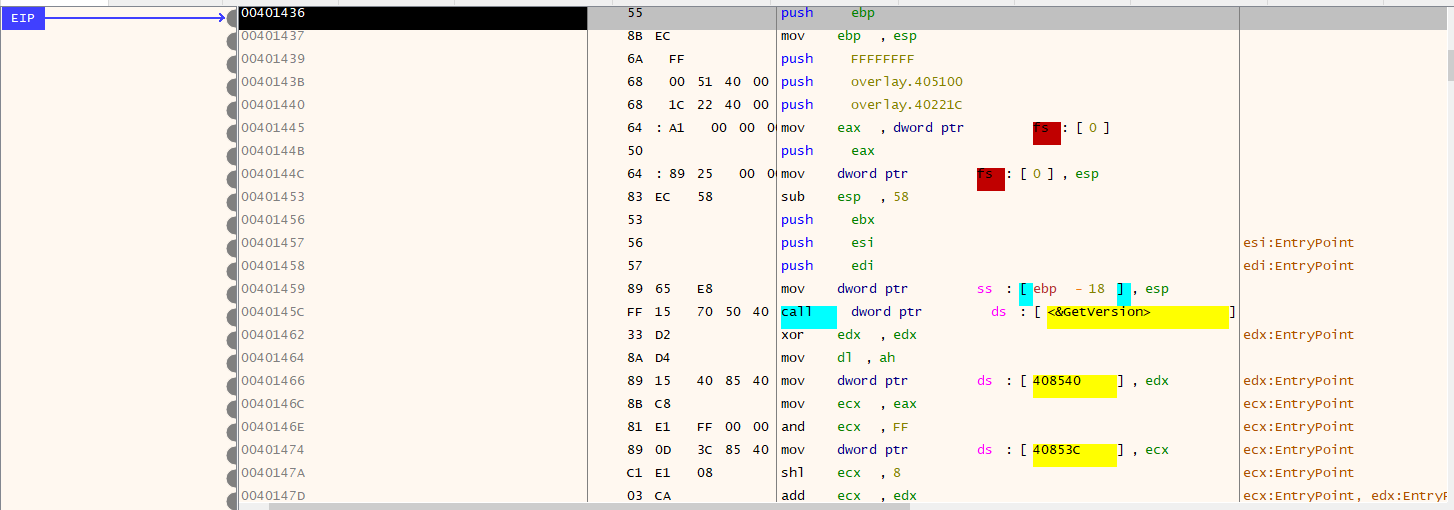 EIP 00401436 55 push ebp
00401437 8B EC mov ebp , esp
00401439 6A FF push FFFFFFFF
0040143B 68 00 51 40 00 push overlay.405100
00401440 68 1C 22 40 00 push overlay.40221C
00401445 64 : A1 00 00 00 mov eax , dword ptr fs : [ 0 ]
0040144B 50 push eax
0040144C 64 : 89 25 00 00 mov dword ptr fs : [ 0 ] , esp
00401453 83 EC 58 sub esp , 58
00401456 53 push ebx
00401457 56 push esi esi:EntryPoint
00401458 57 push edi edi:EntryPoint
00401459 89 65 E8 mov dword ptr ss : [ ebp - 18 ] , esp
0040145C FF 15 70 50 40 call dword ptr ds : [ <&GetVersion> ]
00401462 33 D2 xor edx , edx edx:EntryPoint
00401464 8A D4 mov dl , ah
00401466 89 15 40 85 40 mov dword ptr ds : [ 408540 ] , edx edx:EntryPoint
0040146C 8B C8 mov ecx , eax ecx:EntryPoint
0040146E 81 E1 FF 00 00 and ecx , FF ecx:EntryPoint
00401474 89 0D 3C 85 40 mov dword ptr ds : [ 40853C ] , ecx ecx:EntryPoint
0040147A C1 E1 08 shl ecx , 8 ecx:EntryPoint
0040147D 03 CA add ecx , edx ecx:EntryPoint, edx:EntryP